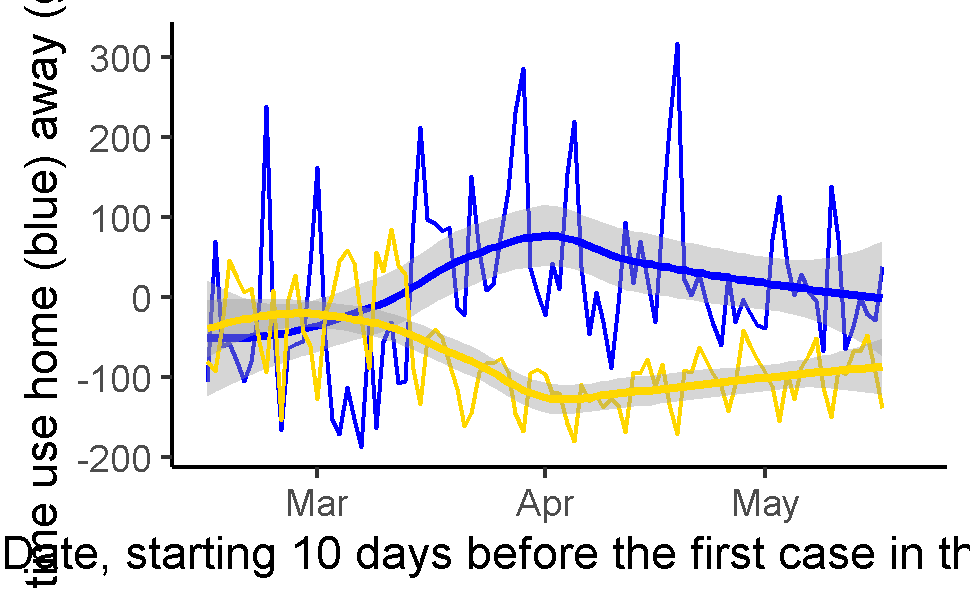 time use home (blue) away (
300
200
100
0
-100
-200
Mar Apr May
Date, starting 10 days before the first case in th